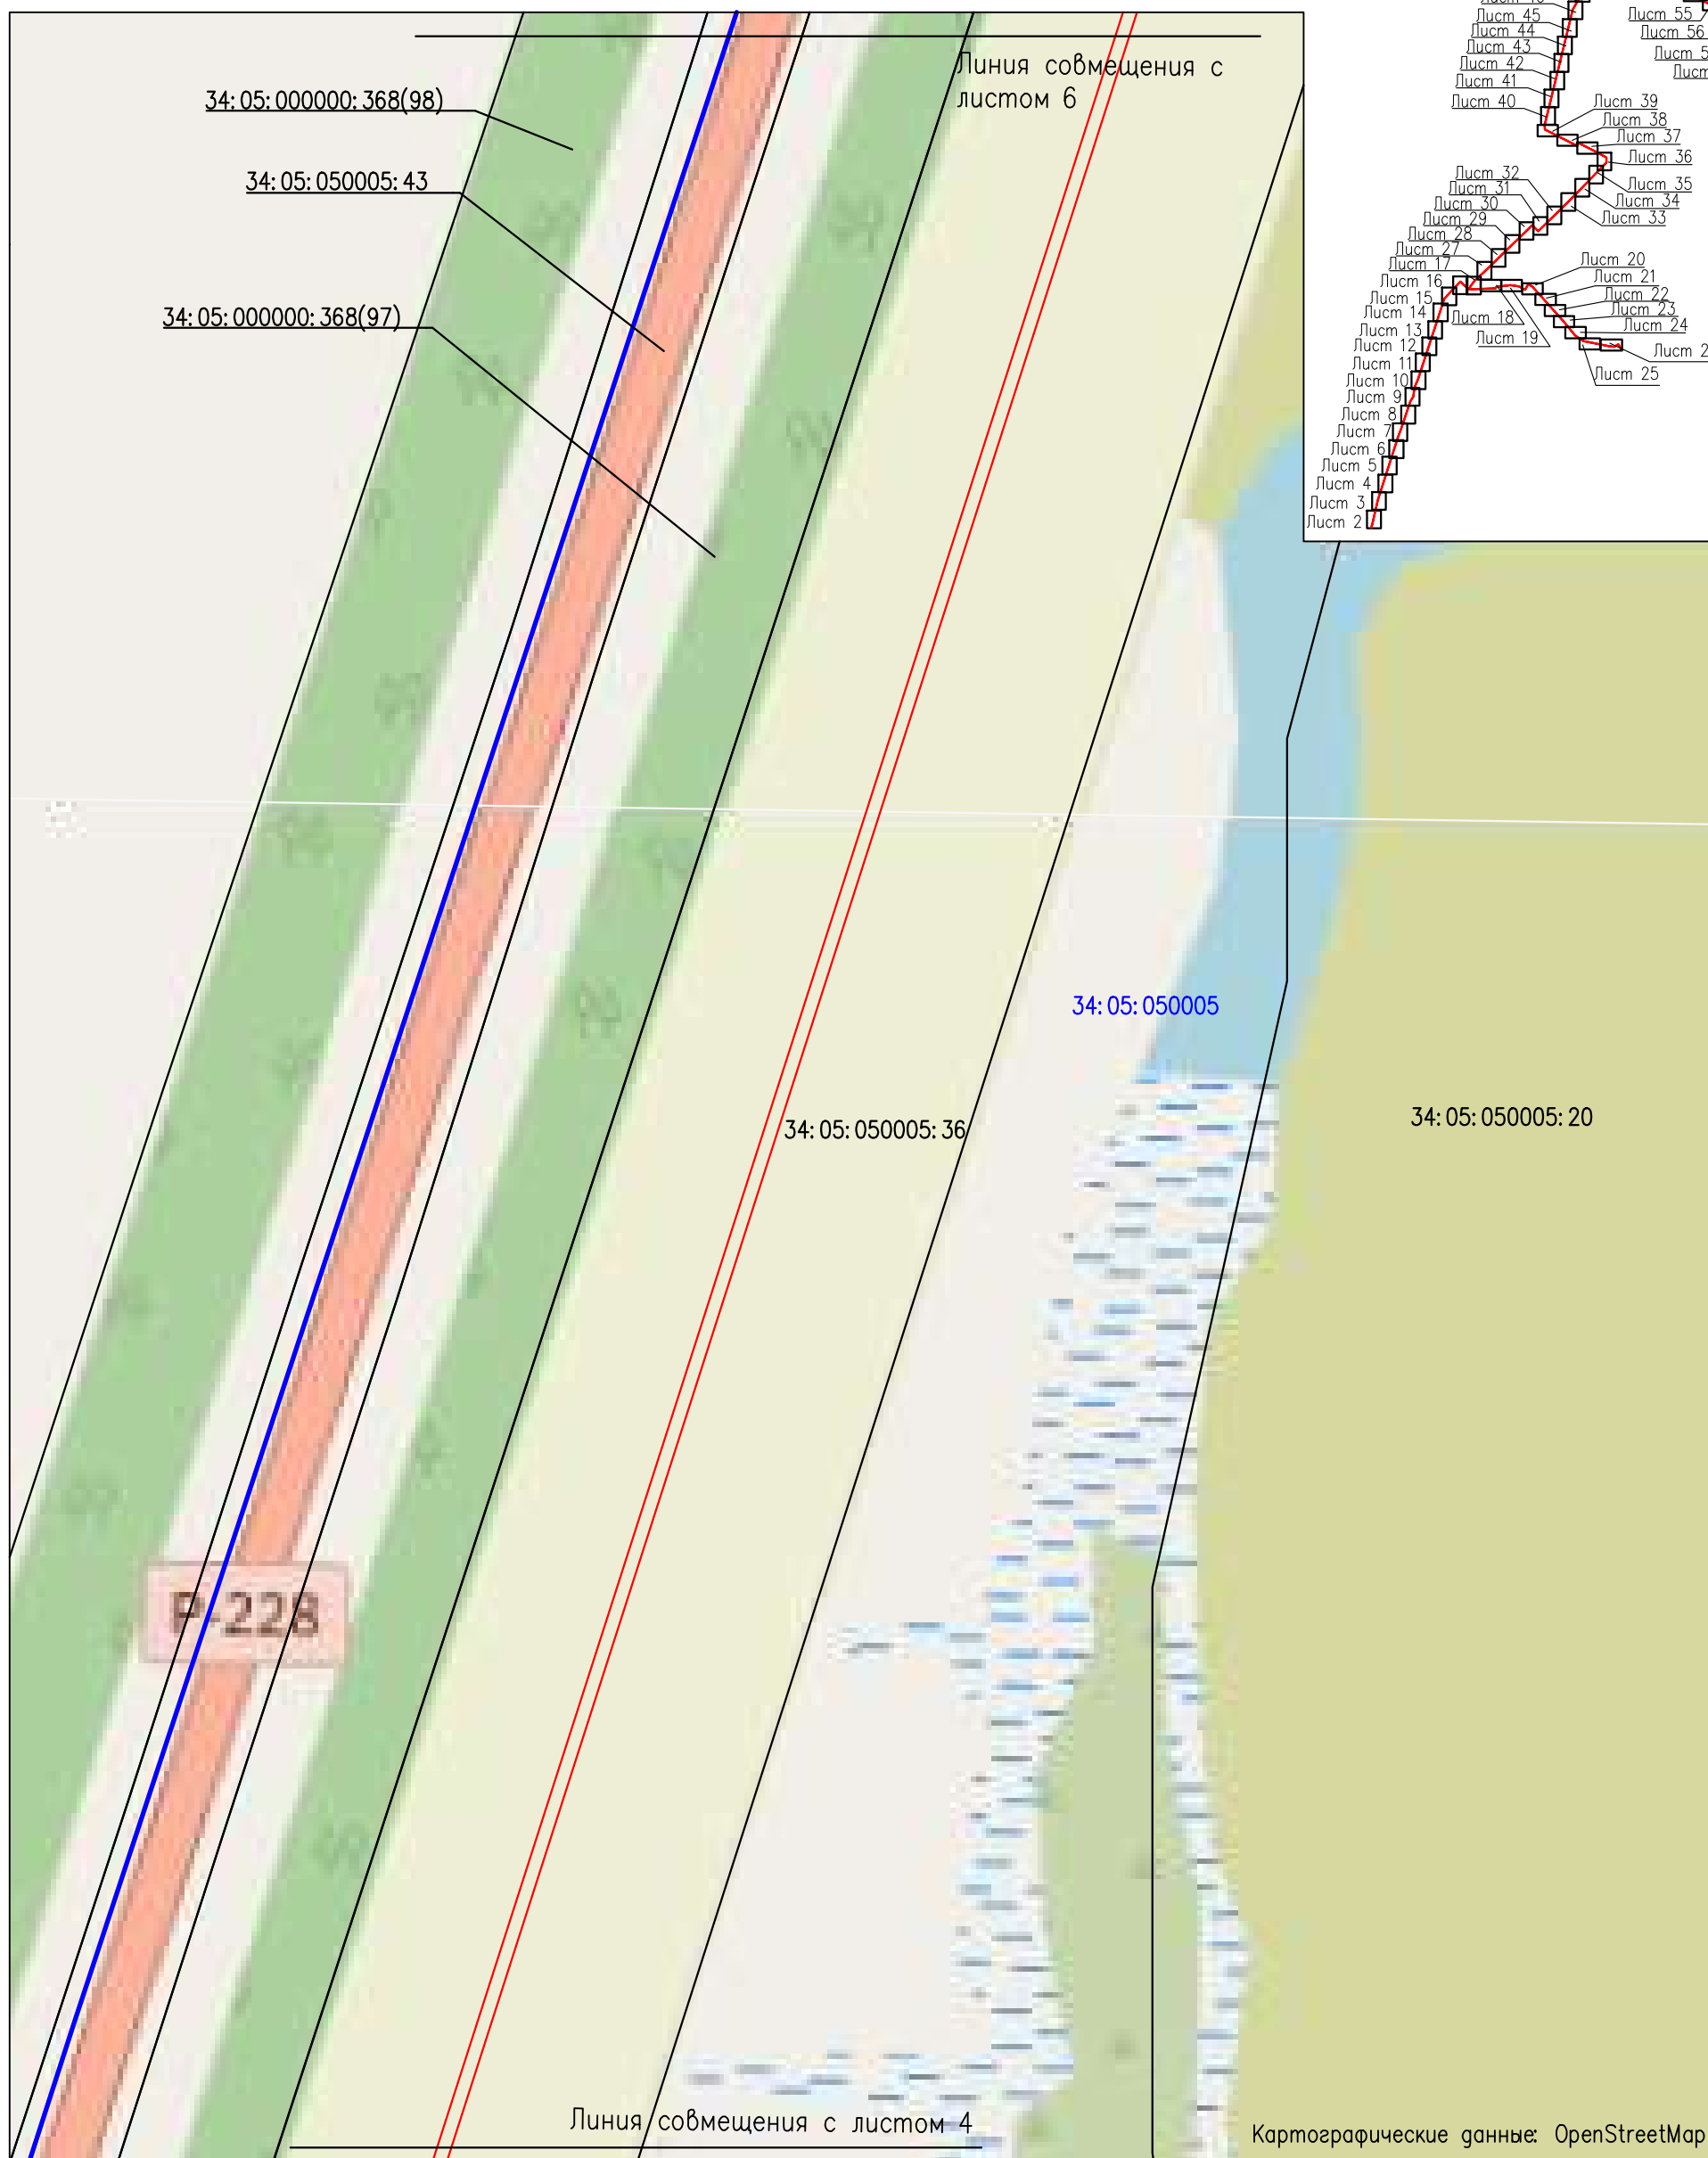 Линия совмещения с
листом 6
34:05:000000:368(98)
34:05:050005:43
34:05:000000:368(97)
34:05:050005
34:05:050005:36
34:05:050005:20
Р-228
Линия совмещения с листом 4
Картографические данные: OpenStreetMap
Лист 45
Лист 44
Лист 43
Лист 42
Лист 41
Лист 40
Лист 55
Лист 56
Лист 39
Лист 38
Лист 37
Лист 36
Лист 35
Лист 34
Лист 33
Лист 32
Лист 31
Лист 30
Лист 29
Лист 28
Лист 27
Лист 17
Лист 16
Лист 15
Лист 14
Лист 13
Лист 12
Лист 11
Лист 10
Лист 9
Лист 8
Лист 7
Лист 6
Лист 5
Лист 4
Лист 3
Лист 2
Лист 18
Лист 19
Лист 20
Лист 21
Лист 22
Лист 23
Лист 24
Лист 2
Лист 25